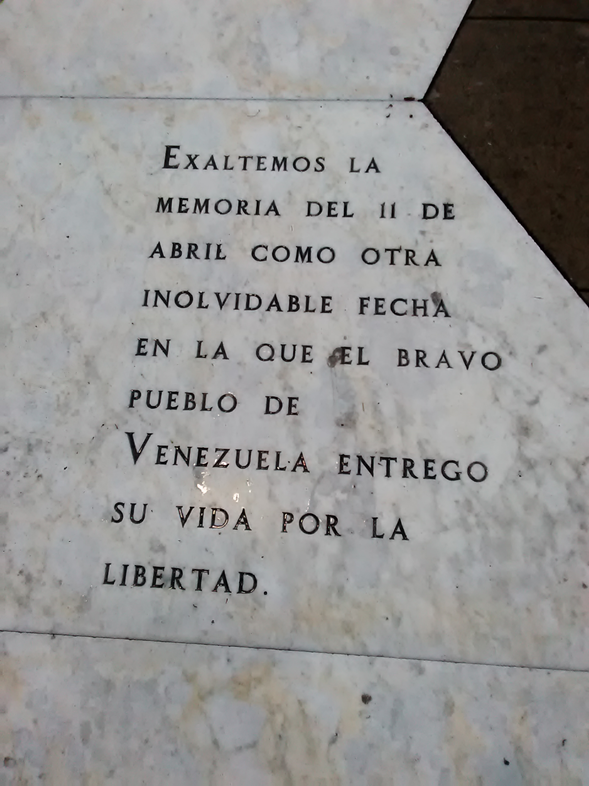 EXALTEMOS LA
MEMORIA DEL 11 DE
ABRIL COMO OTRA
INOLVIDABLE FECHA
EN LA QUE EL BRAVO
PUEBLO DE
VENEZUELA ENTREGO
SU VIDA POR LA
LIBERTAD.